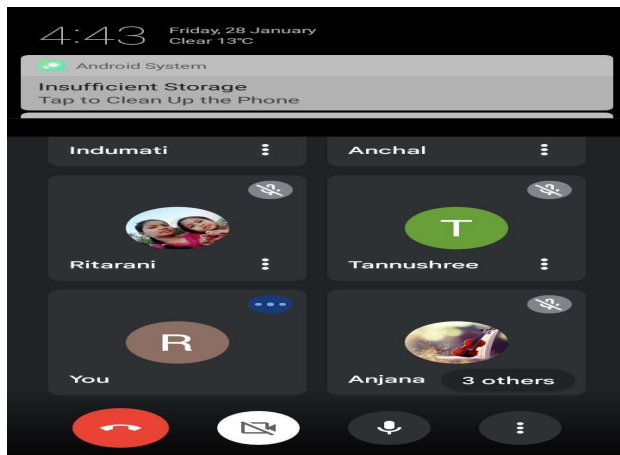 4:43
Friday, 28 January
Clear 13°C
Android System
Insufficient Storage
Tap to Clean Up the Phone
Indumati
Anchal
T
Ritarani
Tannushree
R
You
Anjana
3 others